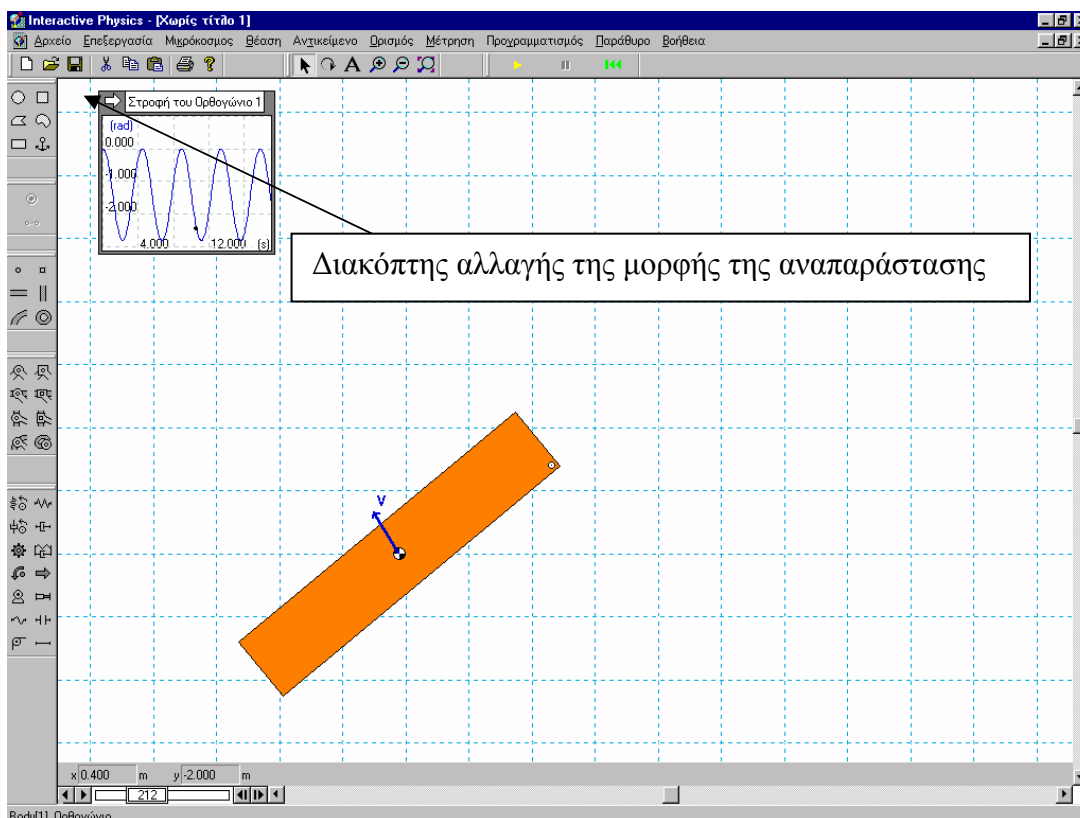 Interactive Physics - [Χωρίς τίτλο 1]
Αρχείο Επεξεργασία Μικρόκοσμος Θέαση Αντικείμενο Ορισμός Μέτρηση Προγραμματισμός Παράθυρο Βοήθεια
A
Στροφή του Ορθογώνιο 1
(rad)
0.000
-1.000
-2.000
4.000 12.000 (s)
Διακόπτης αλλαγής της μορφής της αναπαράστασης
V
x 0.400 m y -2.000 m
212
Body[1] Ορθογώνιο